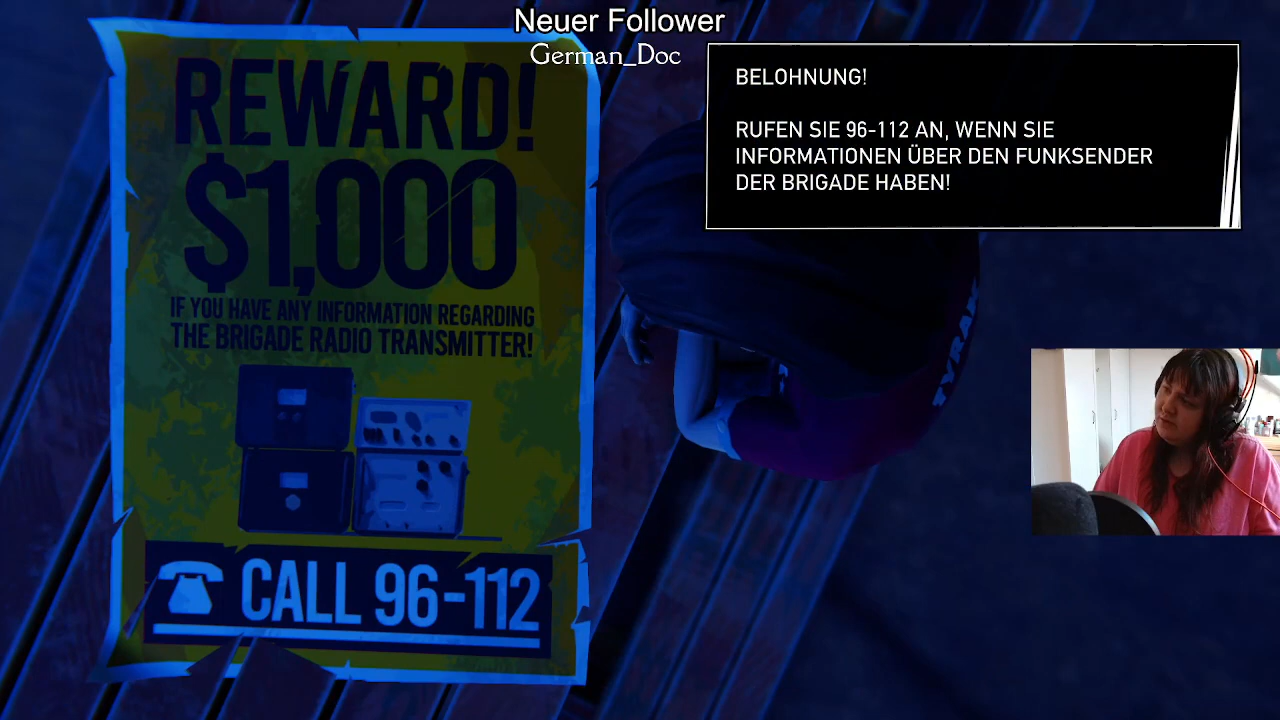 Neuer Follower
German_Doc
REWARD!
$1,000
IF YOU HAVE ANY INFORMATION REGARDING
THE BRIGADE RADIO TRANSMITTER!
CALL 96-112
BELOHNUNG!
RUFEN SIE 96-112 AN, WENN SIE
INFORMATIONEN ÜBER DEN FUNKSENDER
DER BRIGADE HABEN!
TYRAK